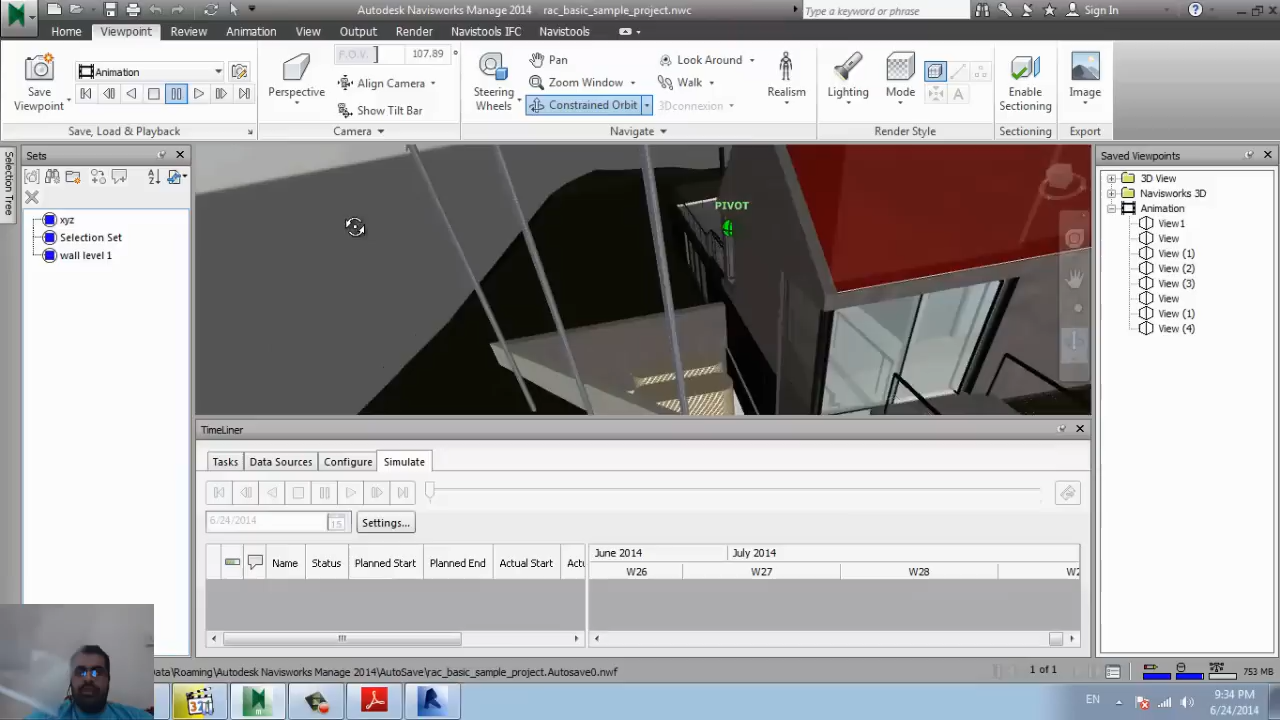 Autodesk Navisworks Manage 2014 rac_basic_sample_project.nwc
Type a keyword or phrase
Sign In
Home Viewpoint Review Animation View Output Render Navistools IFC Navistools
Save Viewpoint
Animation
Save, Load & Playback
Perspective
F.O.V. 107.89 °
Align Camera
Show Tilt Bar
Camera
Steering Wheels
Pan
Zoom Window
Constrained Orbit
Look Around
Walk
3Dconnexion
Realism
Navigate
Lighting
Mode
Render Style
Enable Sectioning
Sectioning
Image
Export
Selection Tree
Sets
xyz
Selection Set
wall level 1
PIVOT
Saved Viewpoints
3D View
Navisworks 3D
Animation
View1
View
View (1)
View (2)
View (3)
View
View (1)
View (4)
TimeLiner
Tasks Data Sources Configure Simulate
6/24/2014 15 Settings...
Name Status Planned Start Planned End Actual Start Actu
June 2014 July 2014
W26 W27 W28 W2
Data\Roaming\Autodesk Navisworks Manage 2014\AutoSave\rac_basic_sample_project.Autosave0.nwf
1 of 1
753 MB
321
EN
9:34 PM
6/24/2014